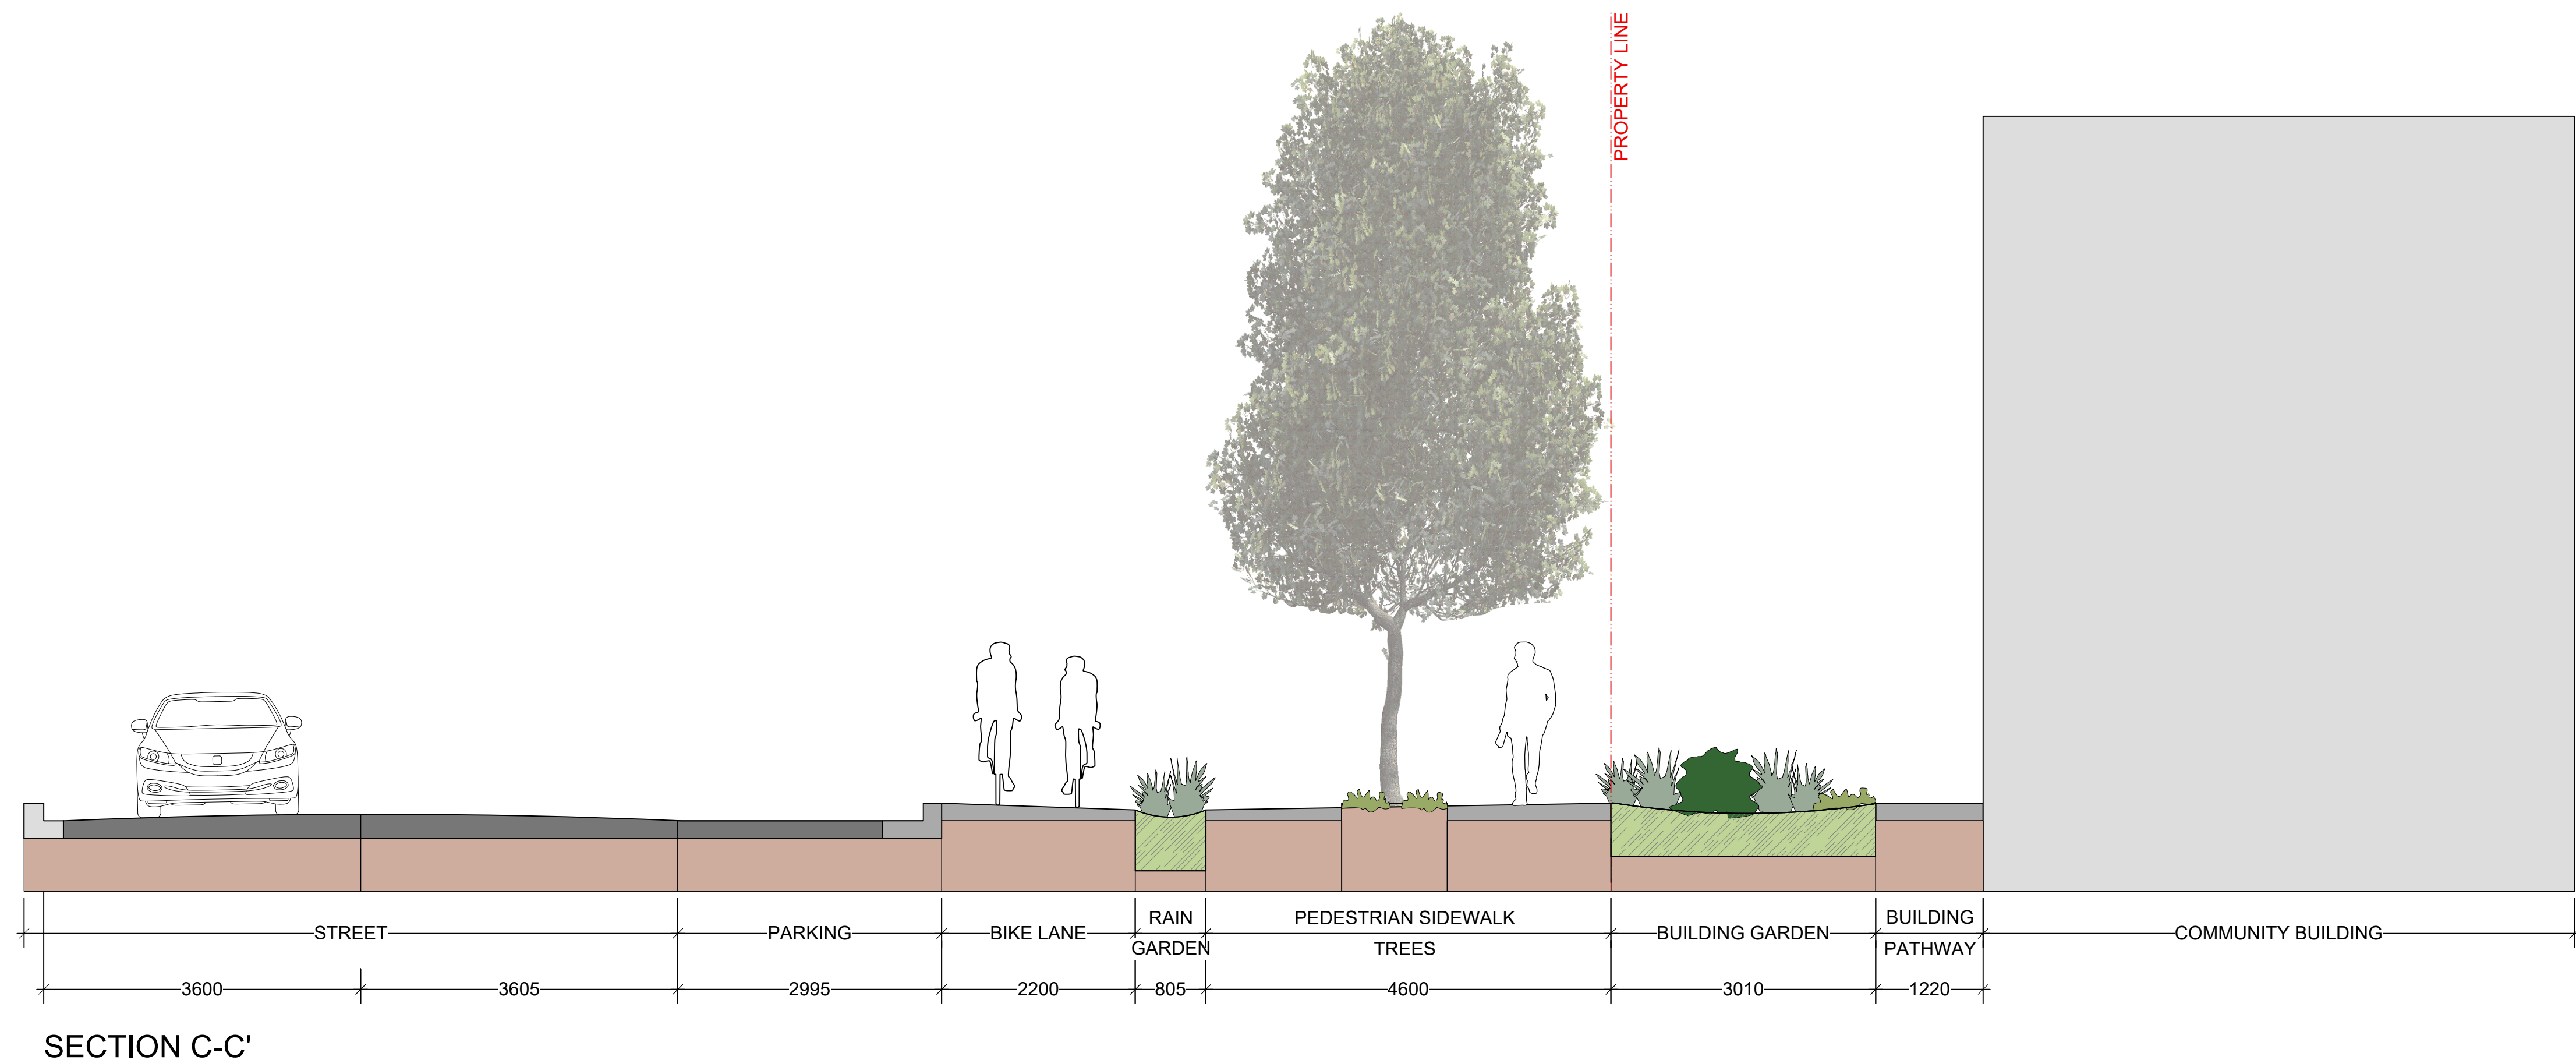 PROPERTY LINE
STREET
PARKING
BIKE LANE
RAIN
GARDEN
PEDESTRIAN SIDEWALK
TREES
BUILDING GARDEN
BUILDING
PATHWAY
COMMUNITY BUILDING
3600
3605
2995
2200
805
4600
3010
1220
SECTION C-C'